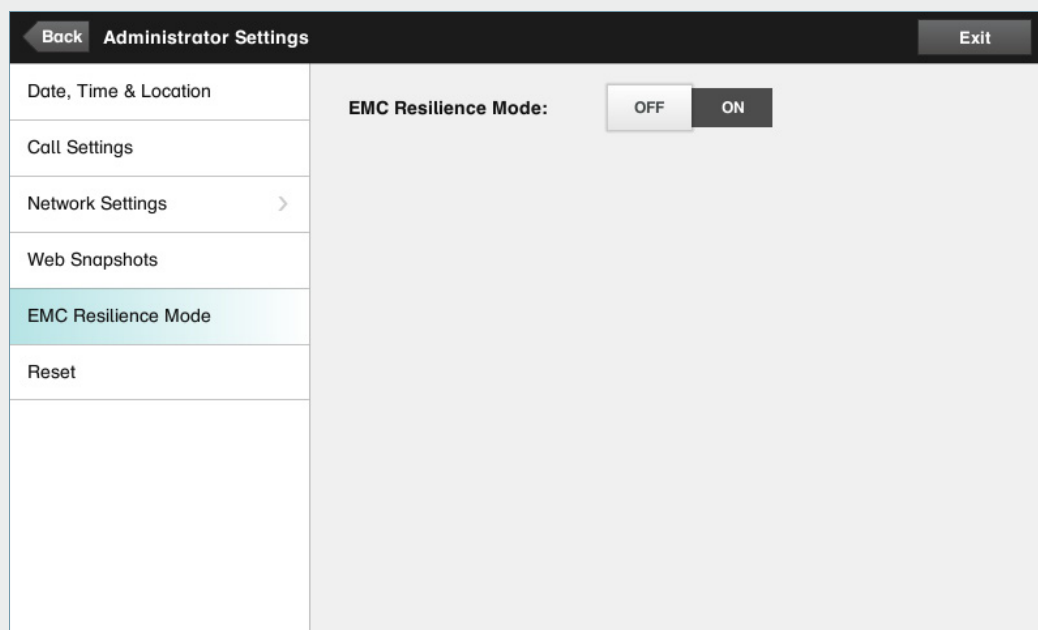 Back Administrator Settings Exit
Date, Time & Location
EMC Resilience Mode: OFF ON
Call Settings
Network Settings
Web Snapshots
EMC Resilience Mode
Reset